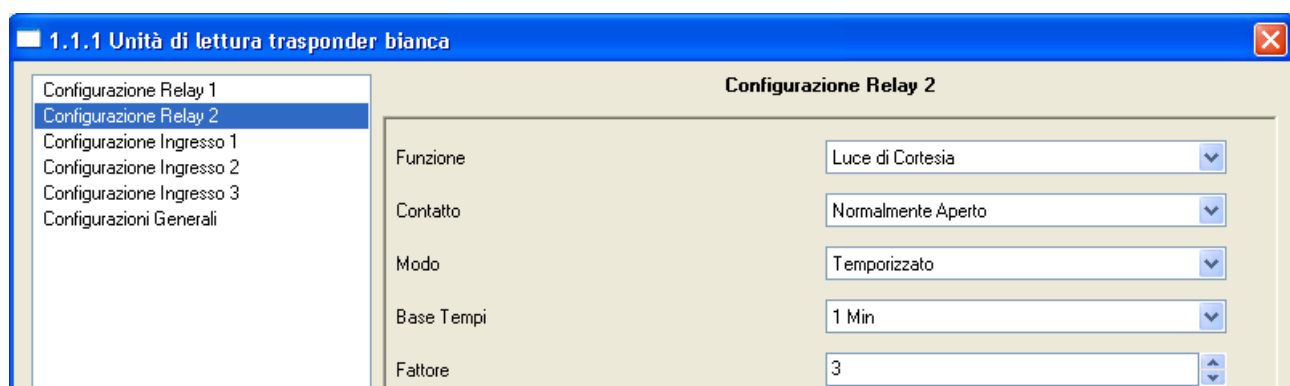 1.1.1 Unità di lettura trasponder bianca
Configurazione Relay 1
Configurazione Relay 2
Configurazione Ingresso 1
Configurazione Ingresso 2
Configurazione Ingresso 3
Configurazioni Generali
Configurazione Relay 2
Funzione Luce di Cortesia
Contatto Normalmente Aperto
Modo Temporizzato
Base Tempi 1 Min
Fattore 3